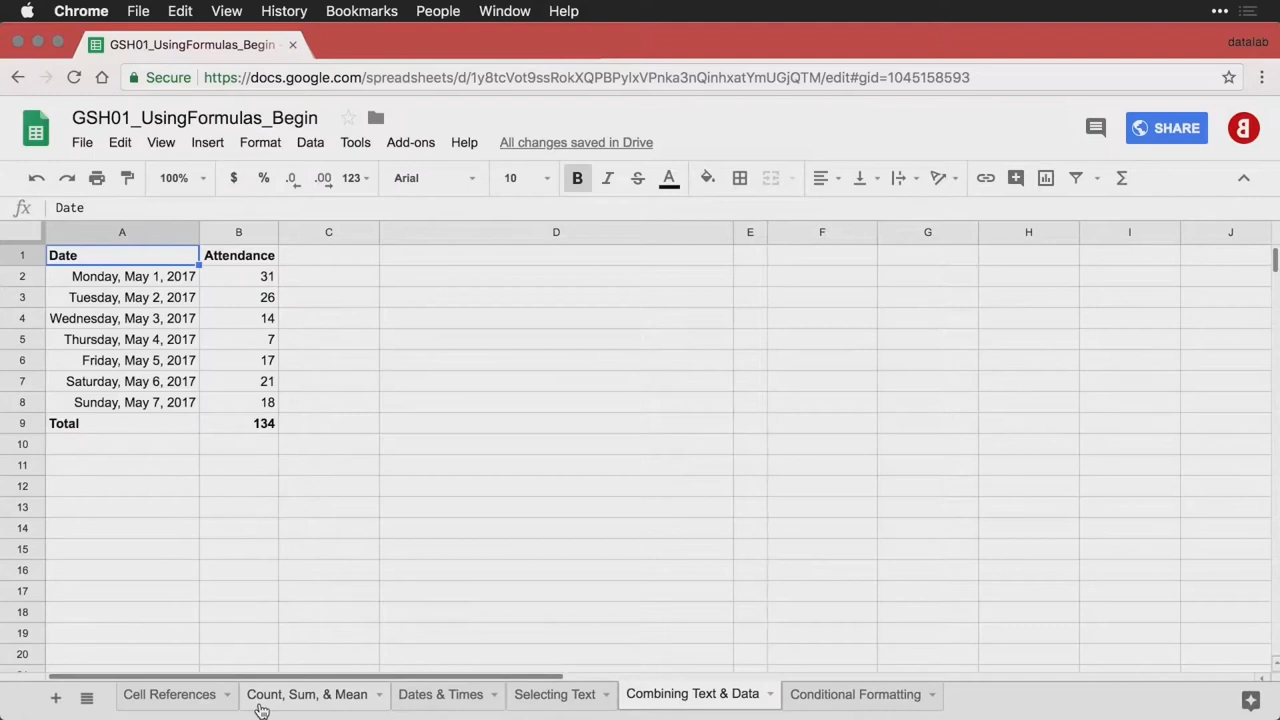 Chrome File Edit View History Bookmarks People Window Help
GSH01_UsingFormulas_Begin
datalab
Secure https://docs.google.com/spreadsheets/d/1y8tcVot9ssRokXQPBPylxVPnka3nQinhxatYmUGjQTM/edit#gid=1045158593
GSH01_UsingFormulas_Begin
File Edit View Insert Format Data Tools Add-ons Help All changes saved in Drive
SHARE
100% $ % .0 .00 123 Arial 10 B I S A Σ
fx Date
A B C D E F G H I J
1 Date Attendance
2 Monday, May 1, 2017 31
3 Tuesday, May 2, 2017 26
4 Wednesday, May 3, 2017 14
5 Thursday, May 4, 2017 7
6 Friday, May 5, 2017 17
7 Saturday, May 6, 2017 21
8 Sunday, May 7, 2017 18
9 Total 134
10
11
12
13
14
15
16
17
18
19
20
Cell References Count, Sum, & Mean Dates & Times Selecting Text Combining Text & Data Conditional Formatting